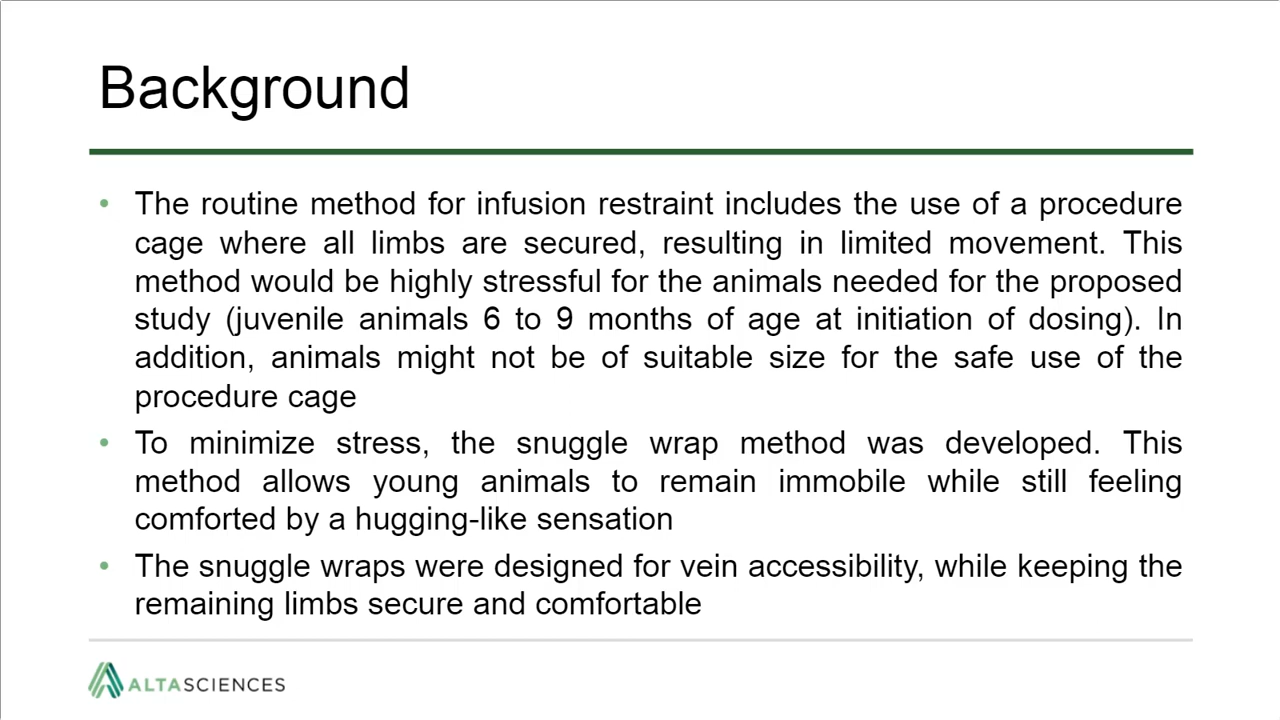 Background
• The routine method for infusion restraint includes the use of a procedure
cage where all limbs are secured, resulting in limited movement. This
method would be highly stressful for the animals needed for the proposed
study (juvenile animals 6 to 9 months of age at initiation of dosing). In
addition, animals might not be of suitable size for the safe use of the
procedure cage
• To minimize stress, the snuggle wrap method was developed. This
method allows young animals to remain immobile while still feeling
comforted by a hugging-like sensation
• The snuggle wraps were designed for vein accessibility, while keeping the
remaining limbs secure and comfortable
ALTASCIENCES